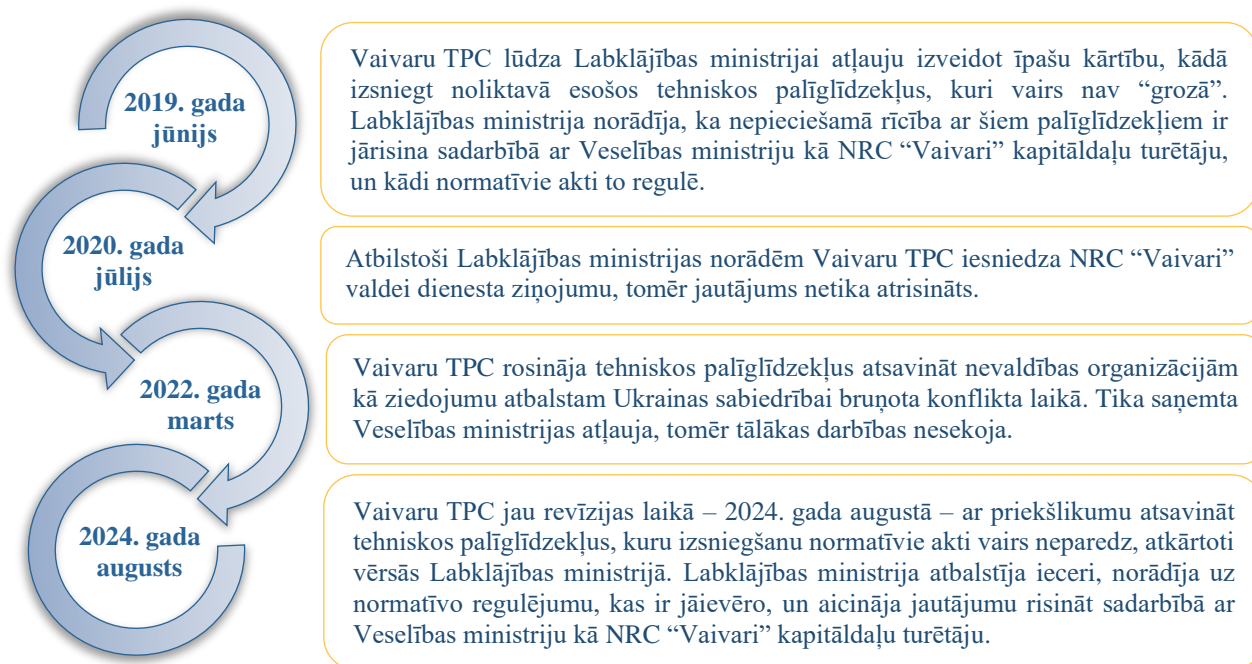 2019. gada
jūnijs
Vaivaru TPC lūdza Labklājības ministrijai atļauju izveidot īpašu kārtību, kādā
izsniegt noliktavā esošos tehniskos palīglīdzekļus, kuri vairs nav “grozā”.
Labklājības ministrija norādīja, ka nepieciešamā rīcība ar šiem palīglīdzekļiem ir
jārisina sadarbībā ar Veselības ministriju kā NRC “Vaivari” kapitāldaļu turētāju,
un kādi normatīvie akti to regulē.
2020. gada
jūlijs
Atbilstoši Labklājības ministrijas norādēm Vaivaru TPC iesniedza NRC “Vaivari”
valdei dienesta ziņojumu, tomēr jautājums netika atrisināts.
2022. gada
marts
Vaivaru TPC rosināja tehniskos palīglīdzekļus atsavināt nevaldības organizācijām
kā ziedojumu atbalstam Ukrainas sabiedrībai bruņota konflikta laikā. Tika saņemta
Veselības ministrijas atļauja, tomēr tālākas darbības nesekoja.
2024. gada
augusts
Vaivaru TPC jau revīzijas laikā – 2024. gada augustā – ar priekšlikumu atsavināt
tehniskos palīglīdzekļus, kuru izsniegšanu normatīvie akti vairs neparedz, atkārtoti
vērsās Labklājības ministrijā. Labklājības ministrija atbalstīja ieceri, norādīja uz
normatīvo regulējumu, kas ir jāievēro, un aicināja jautājumu risināt sadarbībā ar
Veselības ministriju kā NRC “Vaivari” kapitāldaļu turētāju.